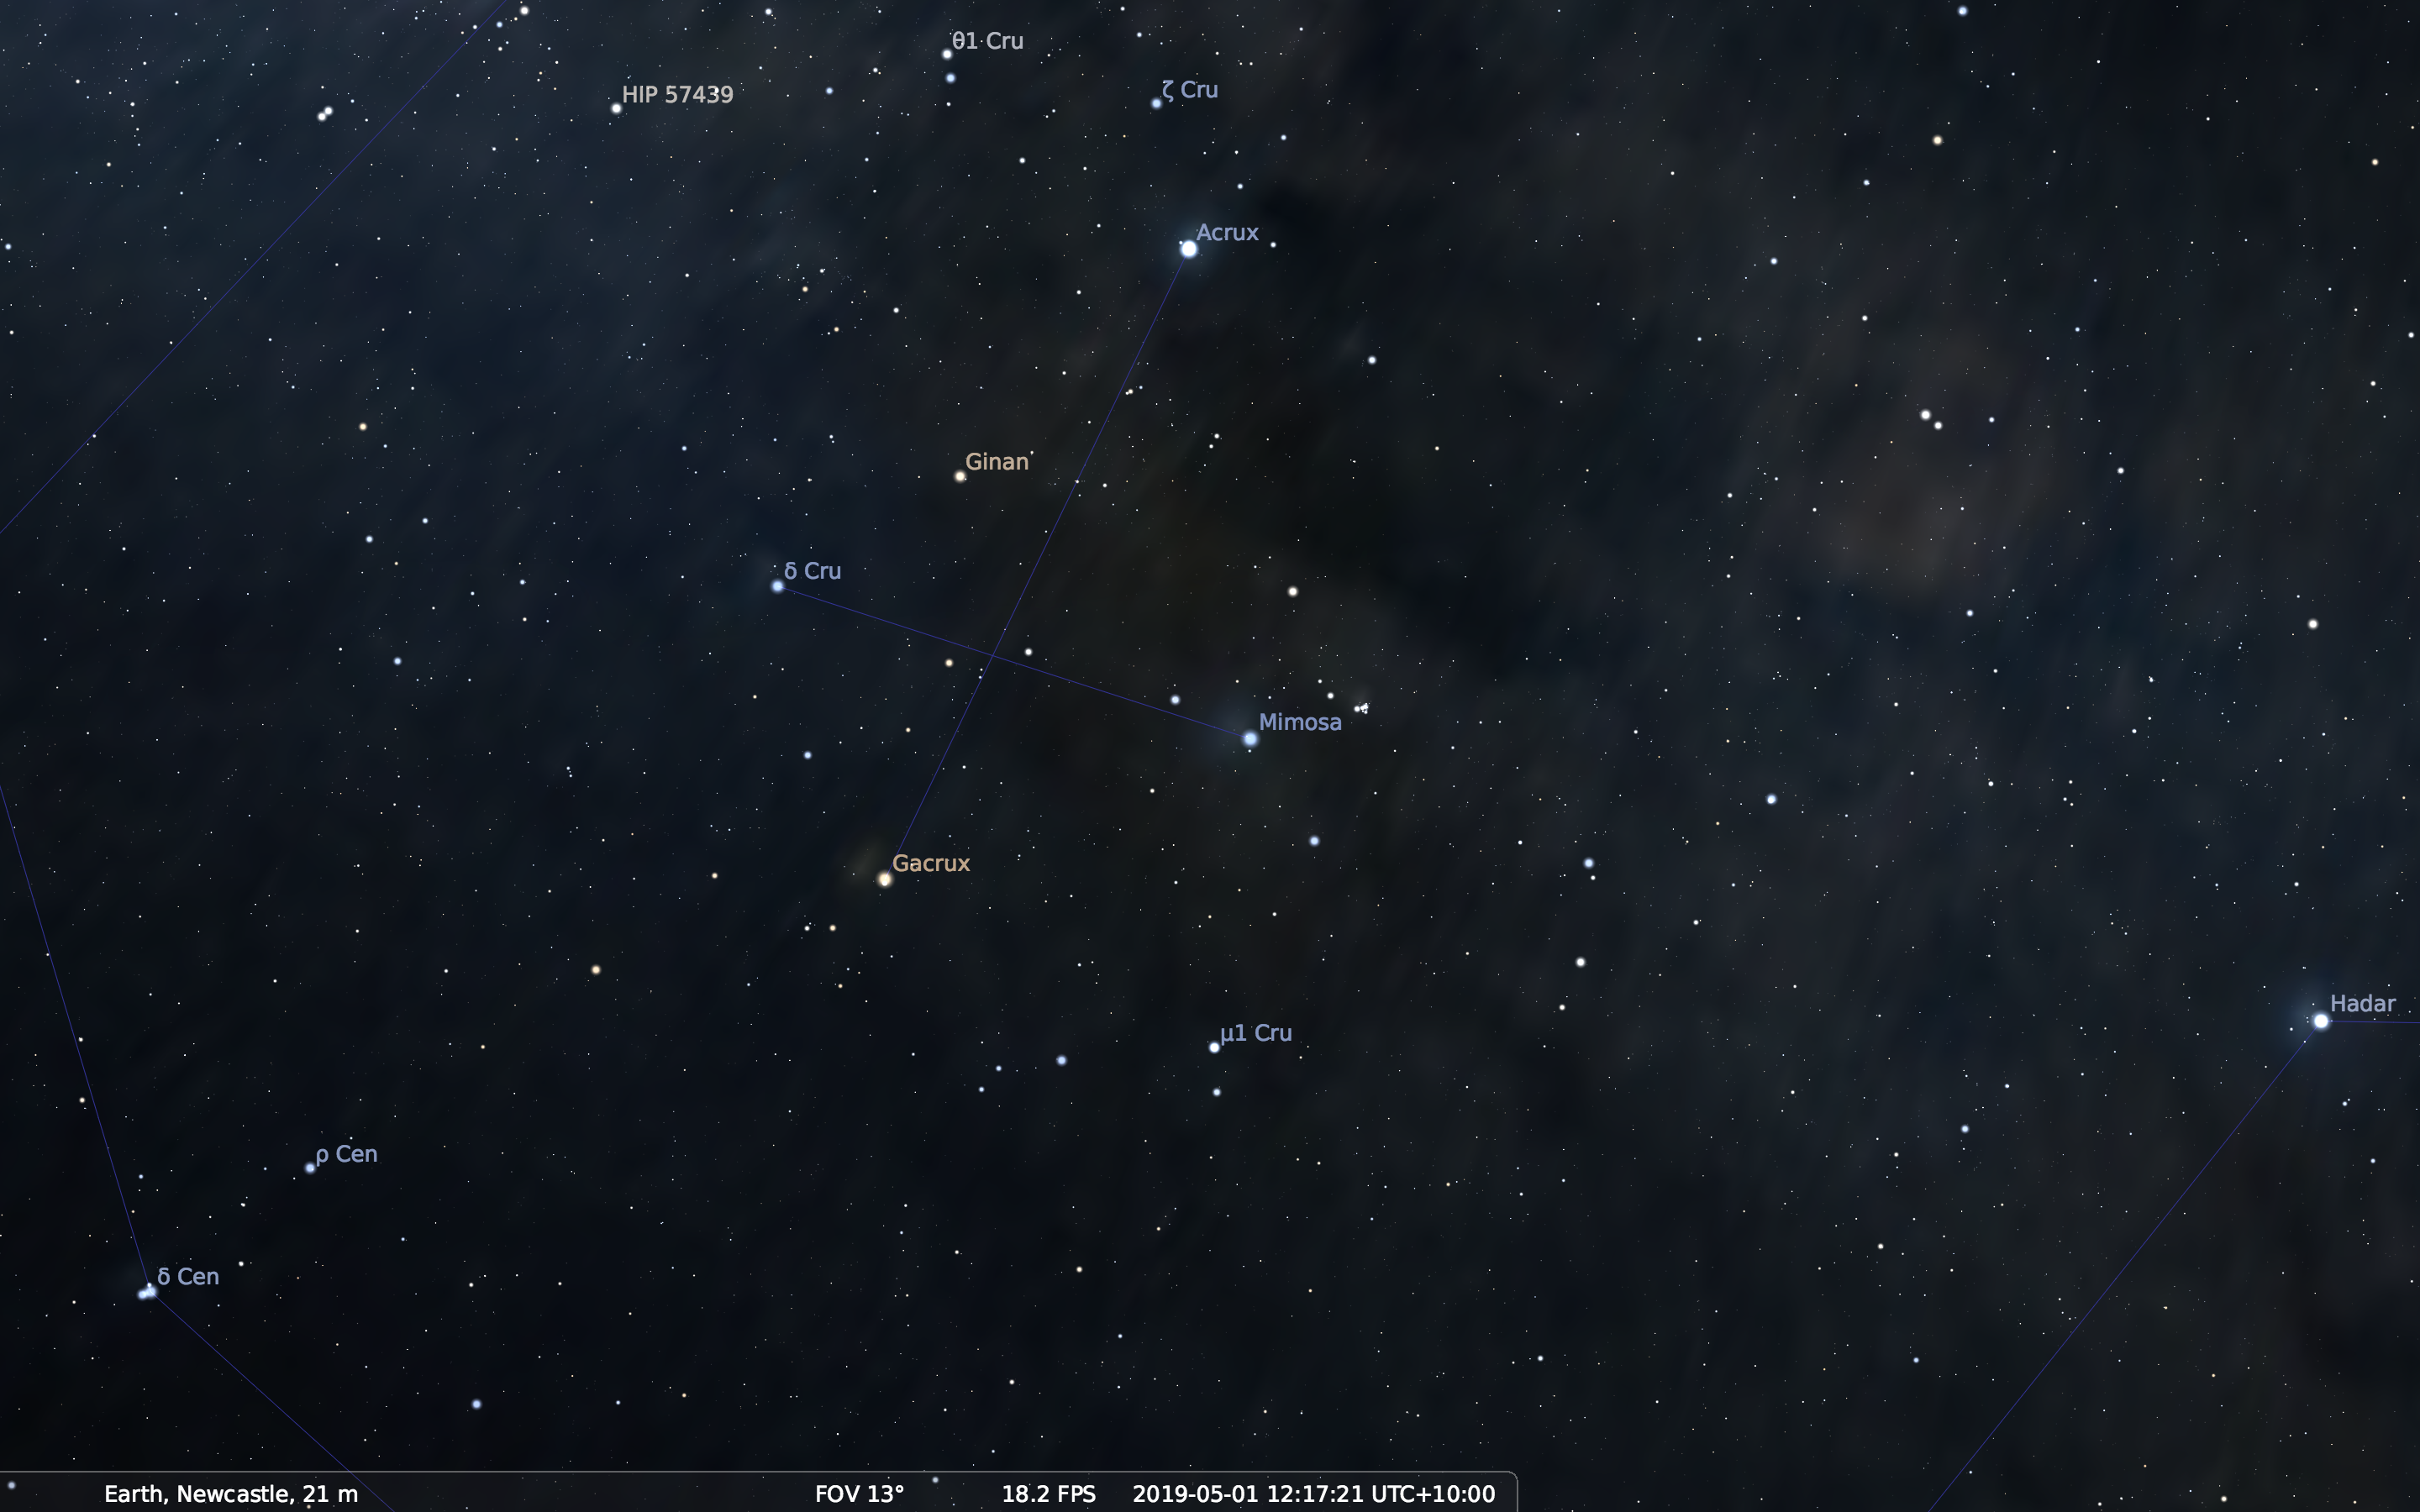 θ1 Cru
ζ Cru
HIP 57439
Acrux
Ginan
δ Cru
Mimosa
Gacrux
Hadar
μ1 Cru
ρ Cen
δ Cen
Earth, Newcastle, 21 m FOV 13° 18.2 FPS 2019-05-01 12:17:21 UTC+10:00